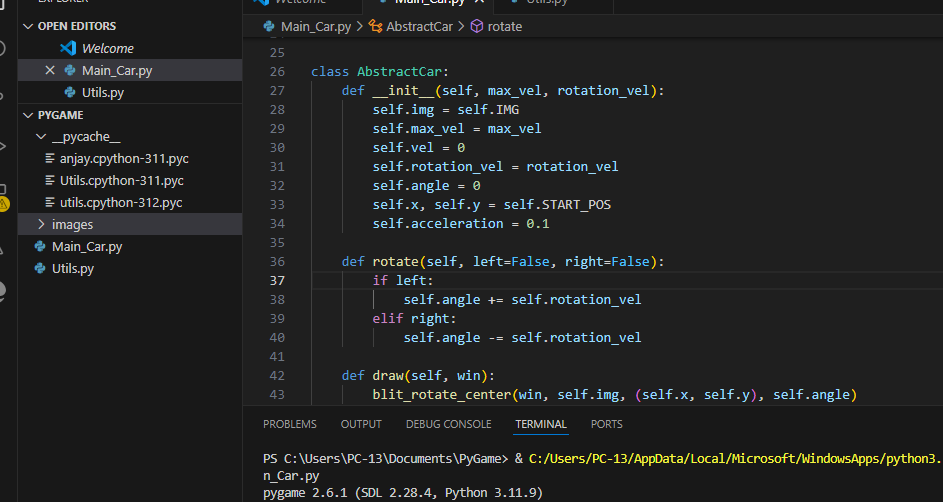 OPEN EDITORS
Welcome
Main_Car.py
Utils.py
PYGAME
__pycache__
anjay.cpython-311.pyc
Utils.cpython-311.pyc
utils.cpython-312.pyc
images
Main_Car.py
Utils.py
Main_Car.py > AbstractCar > rotate
25
26 class AbstractCar:
27 def __init__(self, max_vel, rotation_vel):
28 self.img = self.IMG
29 self.max_vel = max_vel
30 self.vel = 0
31 self.rotation_vel = rotation_vel
32 self.angle = 0
33 self.x, self.y = self.START_POS
34 self.acceleration = 0.1
35
36 def rotate(self, left=False, right=False):
37 if left:
38 self.angle += self.rotation_vel
39 elif right:
40 self.angle -= self.rotation_vel
41
42 def draw(self, win):
43 blit_rotate_center(win, self.img, (self.x, self.y), self.angle)
PROBLEMS OUTPUT DEBUG CONSOLE TERMINAL PORTS
PS C:\Users\PC-13\Documents\PyGame> & C:/Users/PC-13/AppData/Local/Microsoft/WindowsApps/python3.
n_Car.py
pygame 2.6.1 (SDL 2.28.4, Python 3.11.9)